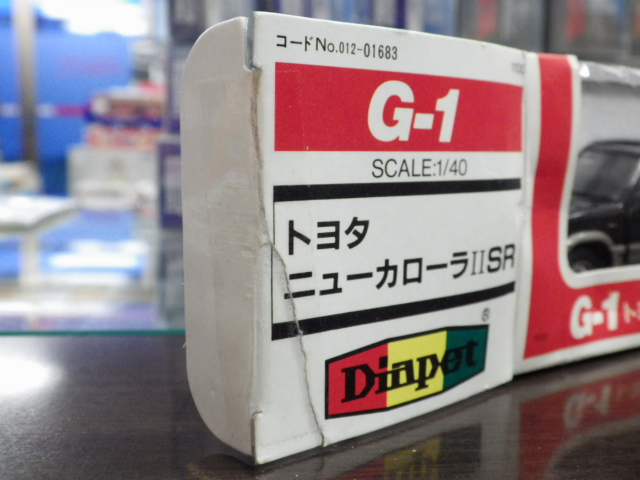 コードNo.012-01683
G-1
SCALE:1/40
トヨタ
ニューカローラIISR
®
Diapet
G-1 ト